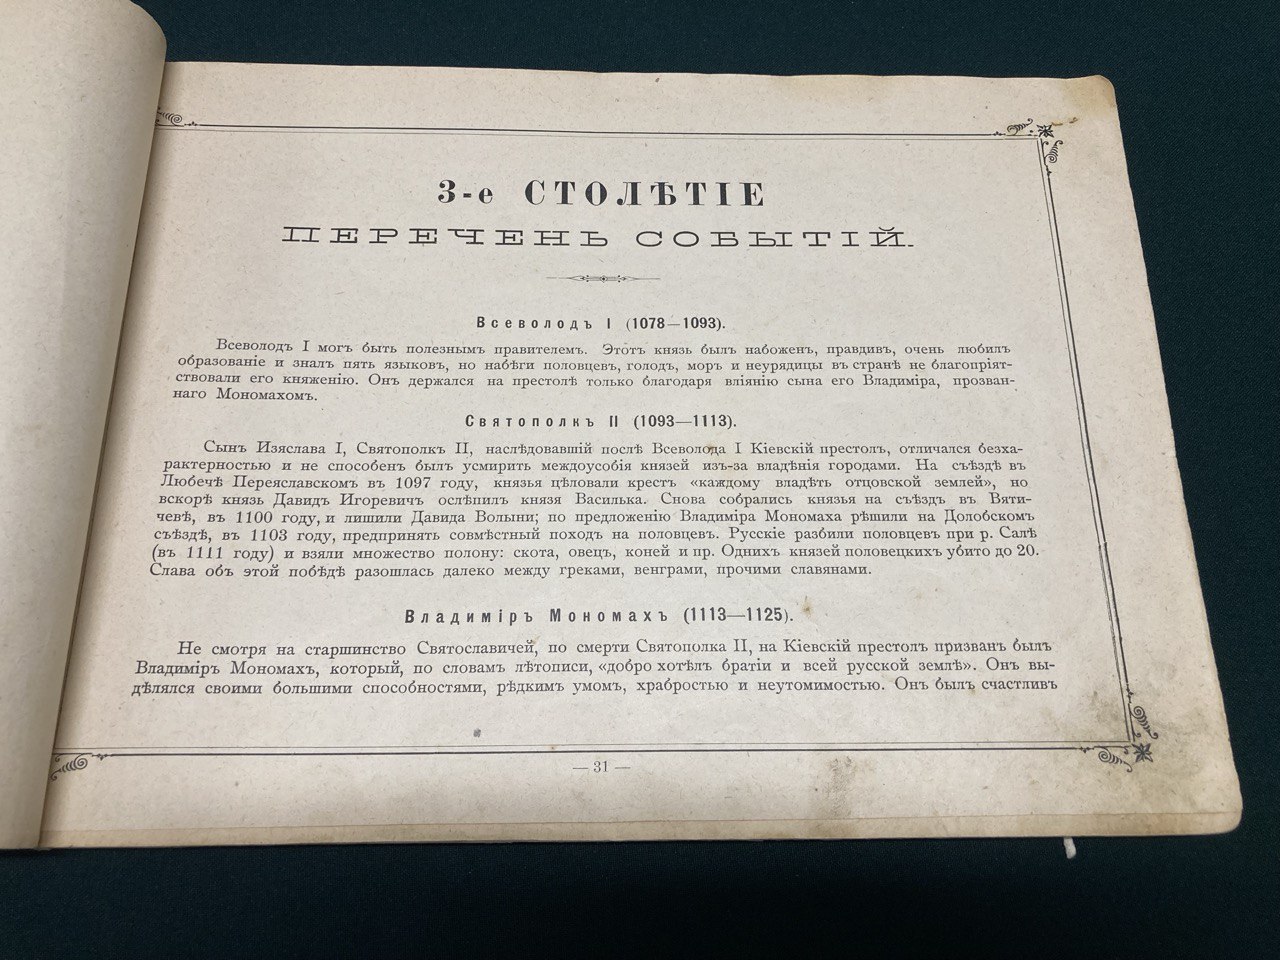 3-е СТОЛѢТІЕ
ПЕРЕЧЕНЬ СОБЫТІЙ.
Всеволодъ I (1078—1093).
Всеволодъ I могъ быть полезнымъ правителемъ. Этотъ князь былъ набоженъ, правдивъ, очень любилъ
образованіе и зналъ пять языковъ, но набѣги половцевъ, голодъ, моръ и неурядицы въ странѣ не благопріят-
ствовали его княженію. Онъ держался на престолѣ только благодаря вліянію сына его Владиміра, прозван-
наго Мономахомъ.
Святополкъ II (1093—1113).
Сынъ Изяслава I, Святополкъ II, наслѣдовавшій послѣ Всеволода I Кіевскій престолъ, отличался безха-
рактерностью и не способенъ былъ усмирить междоусобія князей изъ-за владѣнія городами. На съѣздѣ въ
Любечѣ Переяславскомъ въ 1097 году, князья цѣловали крестъ «каждому владѣть отцовской землей», но
вскорѣ князь Давидъ Игоревичъ ослѣпилъ князя Василька. Снова собрались князья на съѣздъ въ Вяти-
чевѣ, въ 1100 году, и лишили Давида Волыни; по предложенію Владиміра Мономаха рѣшили на Долобскомъ
съѣздѣ, въ 1103 году, предпринять совмѣстный походъ на половцевъ. Русскіе разбили половцевъ при р. Салѣ
(въ 1111 году) и взяли множество полону: скота, овецъ, коней и пр. Однихъ князей половецкихъ убито до 20.
Слава объ этой побѣдѣ разошлась далеко между греками, венграми, прочими славянами.
Владиміръ Мономахъ (1113—1125).
Не смотря на старшинство Святославичей, по смерти Святополка II, на Кіевскій престолъ призванъ былъ
Владиміръ Мономахъ, который, по словамъ лѣтописи, «добро хотѣлъ братіи и всей русской землѣ». Онъ вы-
дѣлялся своими большими способностями, рѣдкимъ умомъ, храбростью и неутомимостью. Онъ былъ счастливъ
— 31 —